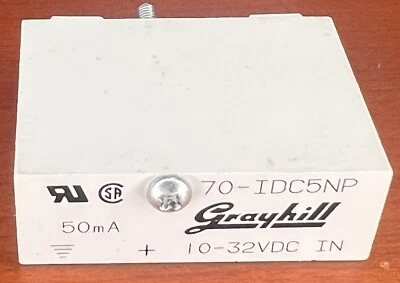 70-IDC5NP
Grayhill
50mA
+ 10-32VDC IN